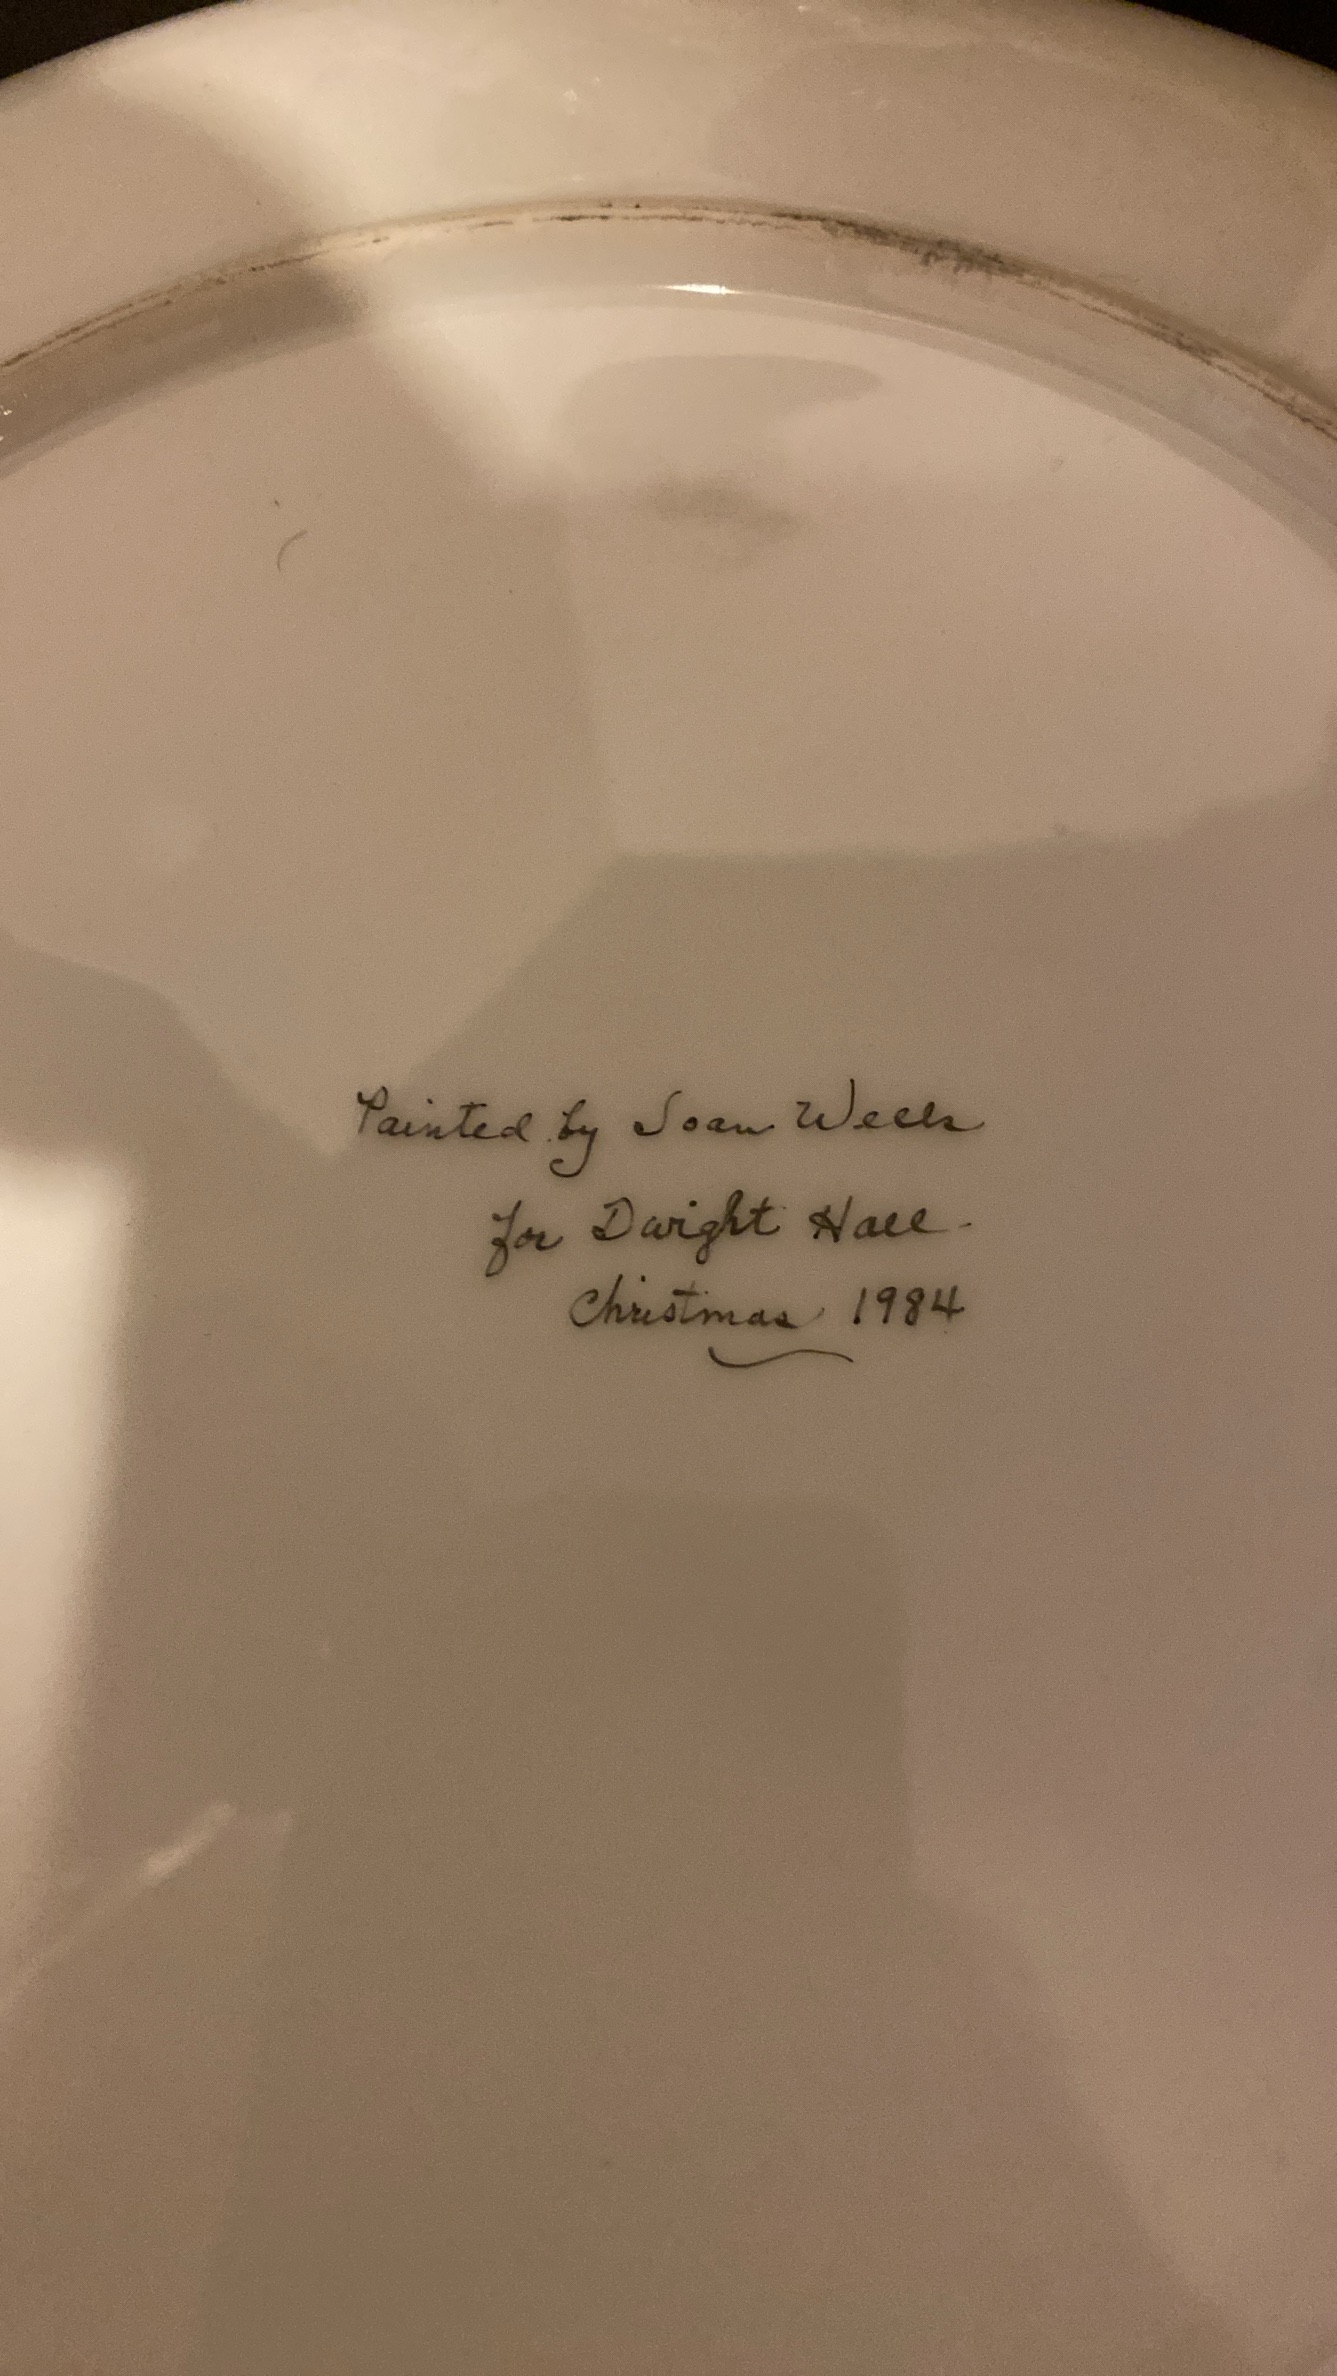 Painted by Joan Wells
for Dwight Hall
Christmas 1984